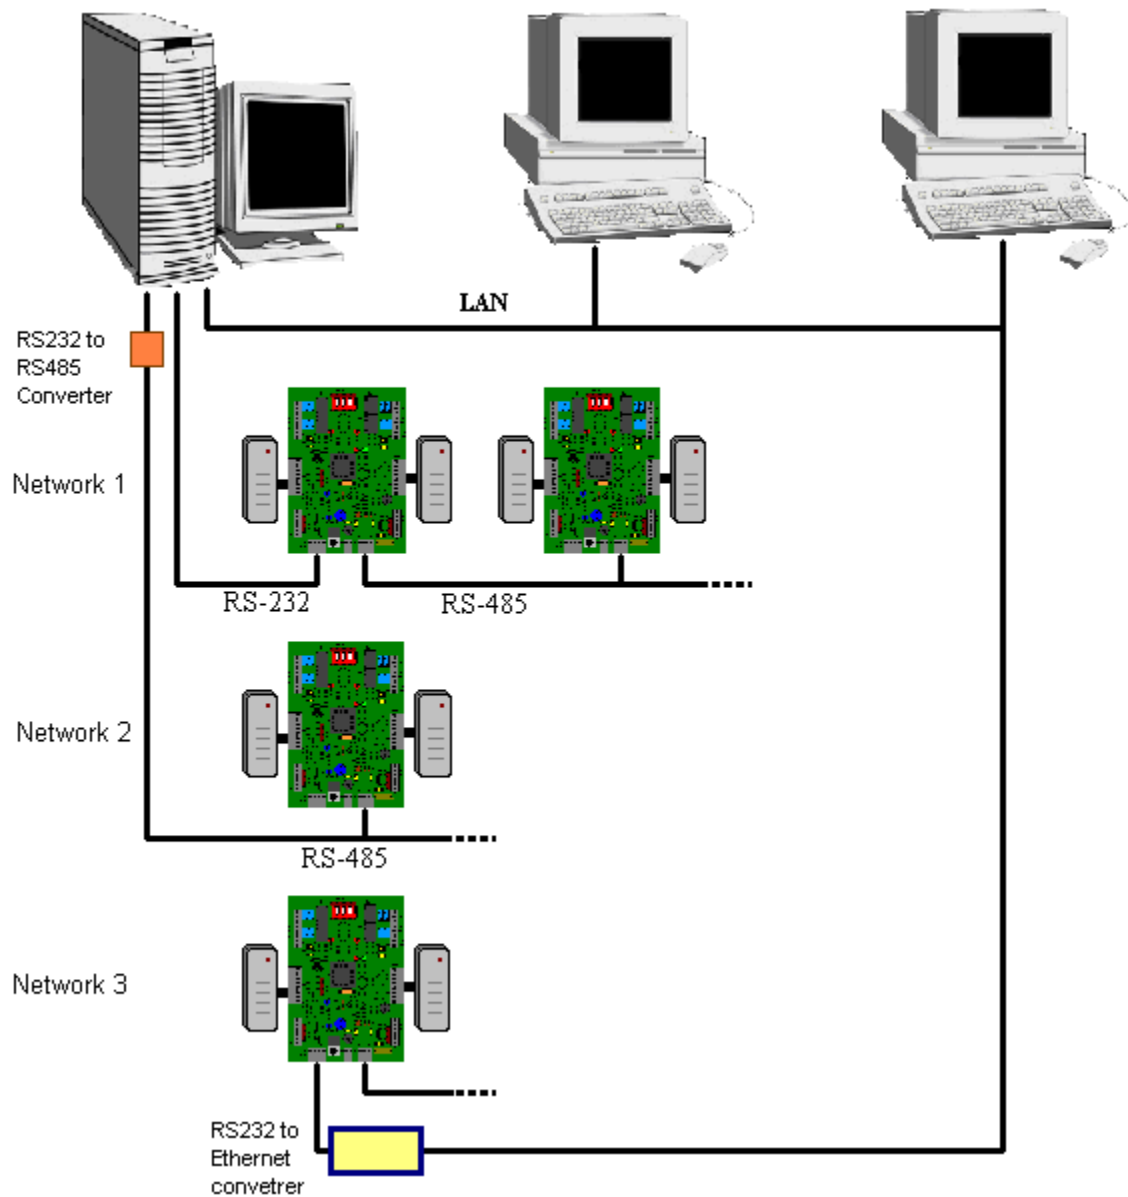 LAN
RS232 to
RS485
Converter
Network 1
RS-232
RS-485
Network 2
RS-485
Network 3
RS232 to
Ethernet
convetrer